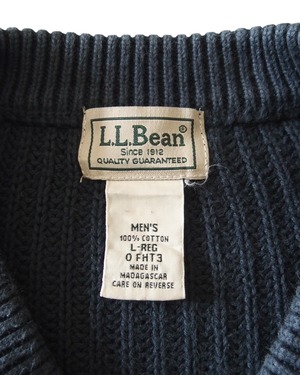 L.L.Bean®
Since 1912
QUALITY GUARANTEED
MEN'S
100% COTTON
L-REG
0 FHT3
MADE IN
MADAGASCAR
CARE ON REVERSE